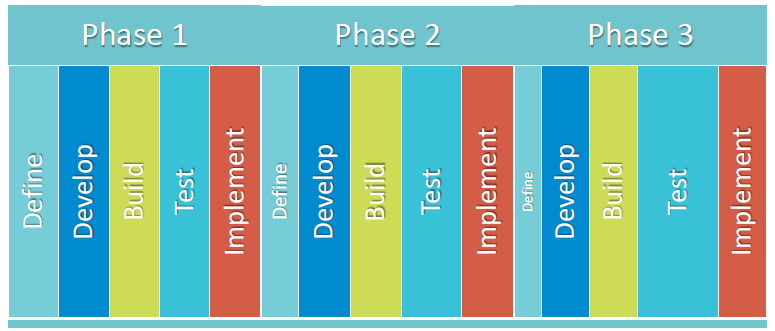 Phase 1
Phase 2
Phase 3
Define
Develop
Build
Test
Implement
Define
Develop
Build
Test
Implement
Define
Develop
Build
Test
Implement